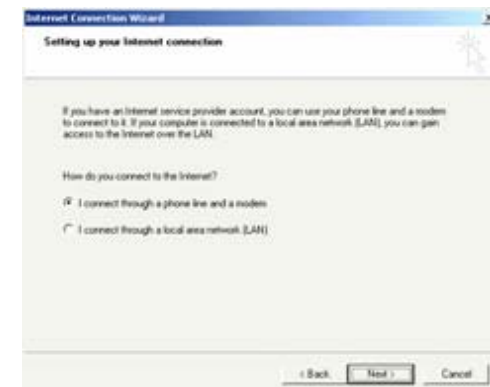 Internet Connection Wizard
Setting up your Internet connection
If you have an Internet service provider account, you can use your phone line and a modem
to connect to it. If your computer is connected to a local area network (LAN), you can gain
access to the Internet over the LAN.
How do you connect to the Internet?
I connect through a phone line and a modem
I connect through a local area network (LAN)
< Back Next > Cancel